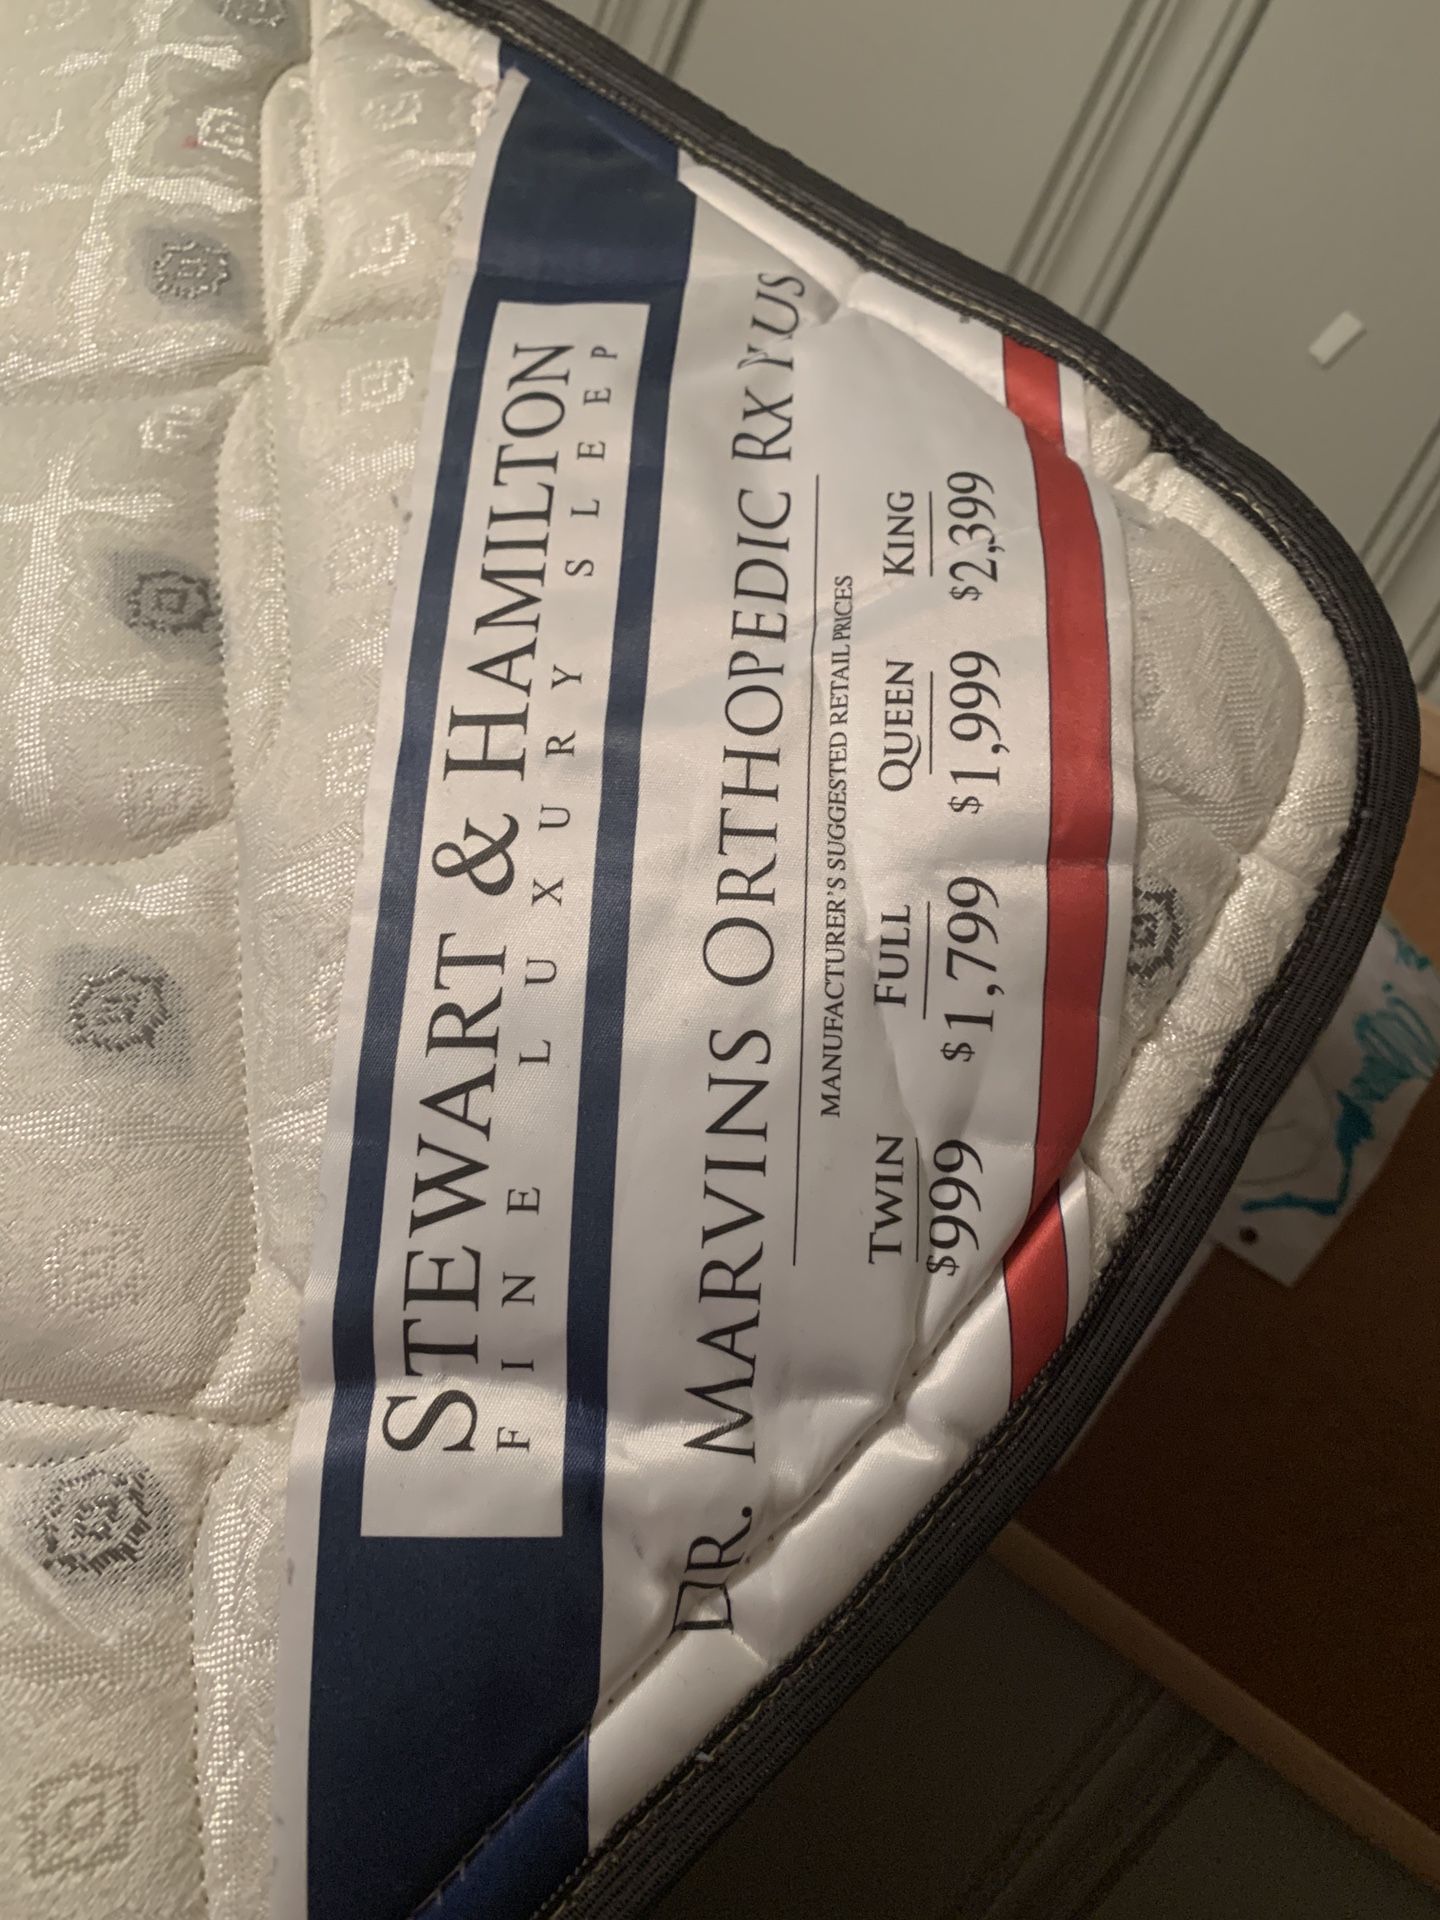 STEWART & HAMILTON
FINE LUXURY SLEEP
DR. MARVINS ORTHOPEDIC RX
MANUFACTURER'S SUGGESTED RETAIL PRICES
TWIN FULL QUEEN KING
$999 $1,799 $1,999 $2,399